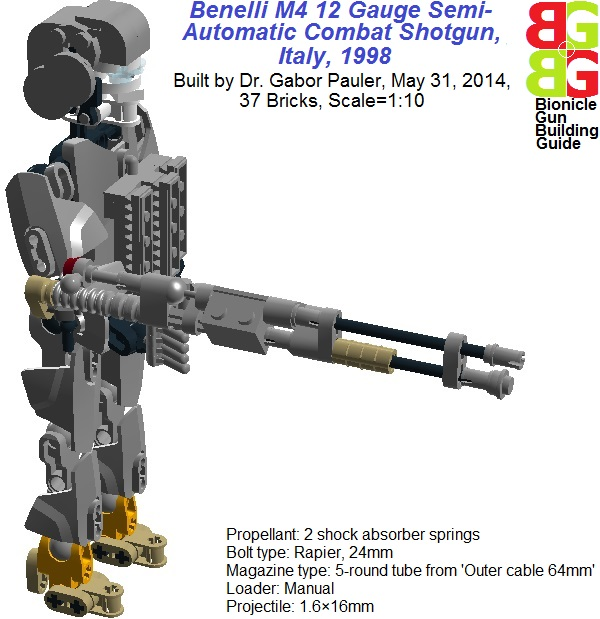 Benelli M4 12 Gauge Semi-
Automatic Combat Shotgun,
Italy, 1998
Built by Dr. Gabor Pauler, May 31, 2014,
37 Bricks, Scale=1:10
BG
BG
Bionicle
Gun
Building
Guide
Propellant: 2 shock absorber springs
Bolt type: Rapier, 24mm
Magazine type: 5-round tube from 'Outer cable 64mm'
Loader: Manual
Projectile: 1.6×16mm